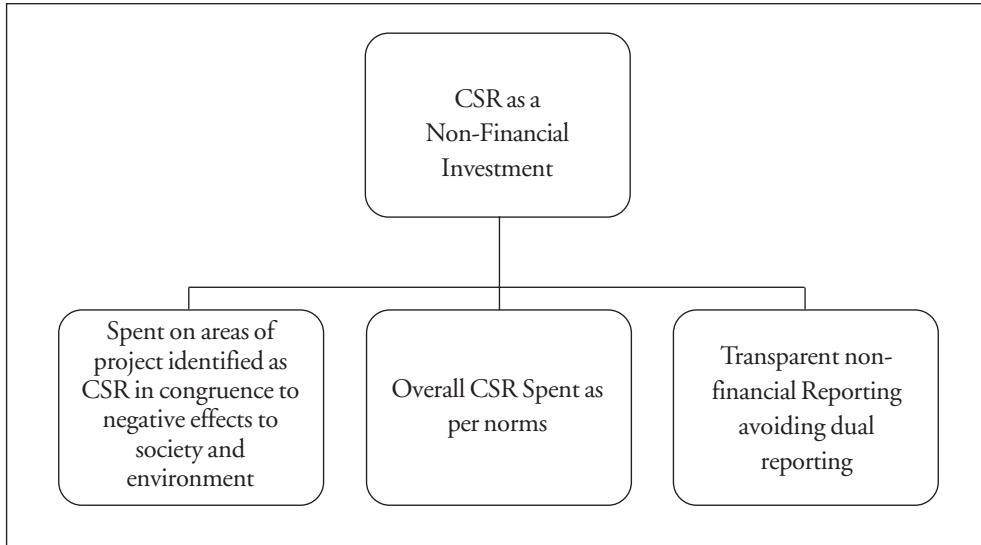 CSR as a
Non-Financial
Investment
Spent on areas of
project identified as
CSR in congruence to
negative effects to
society and
environment
Overall CSR Spent as
per norms
Transparent non-
financial Reporting
avoiding dual
reporting